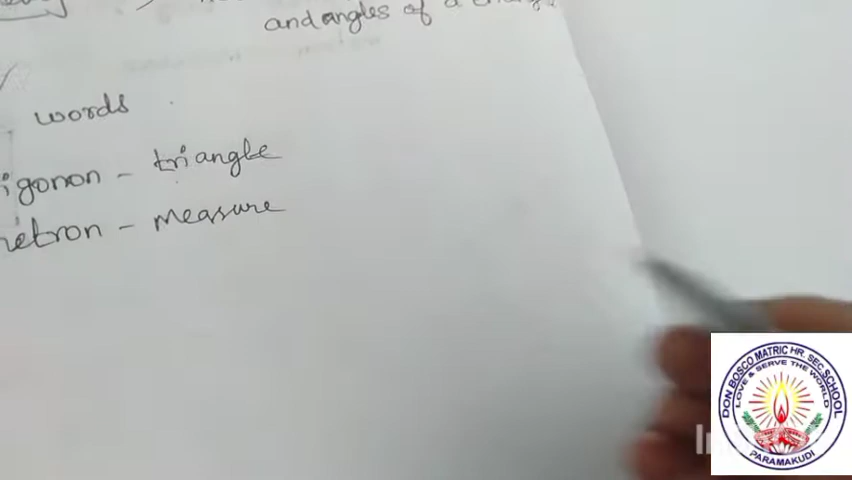 and angles of a
words
igonon - triangle
etron - measure
DON BOSCO MATRIC HR. SEC. SCHOOL
LOVE & SERVE THE WORLD
PARAMAKUDI